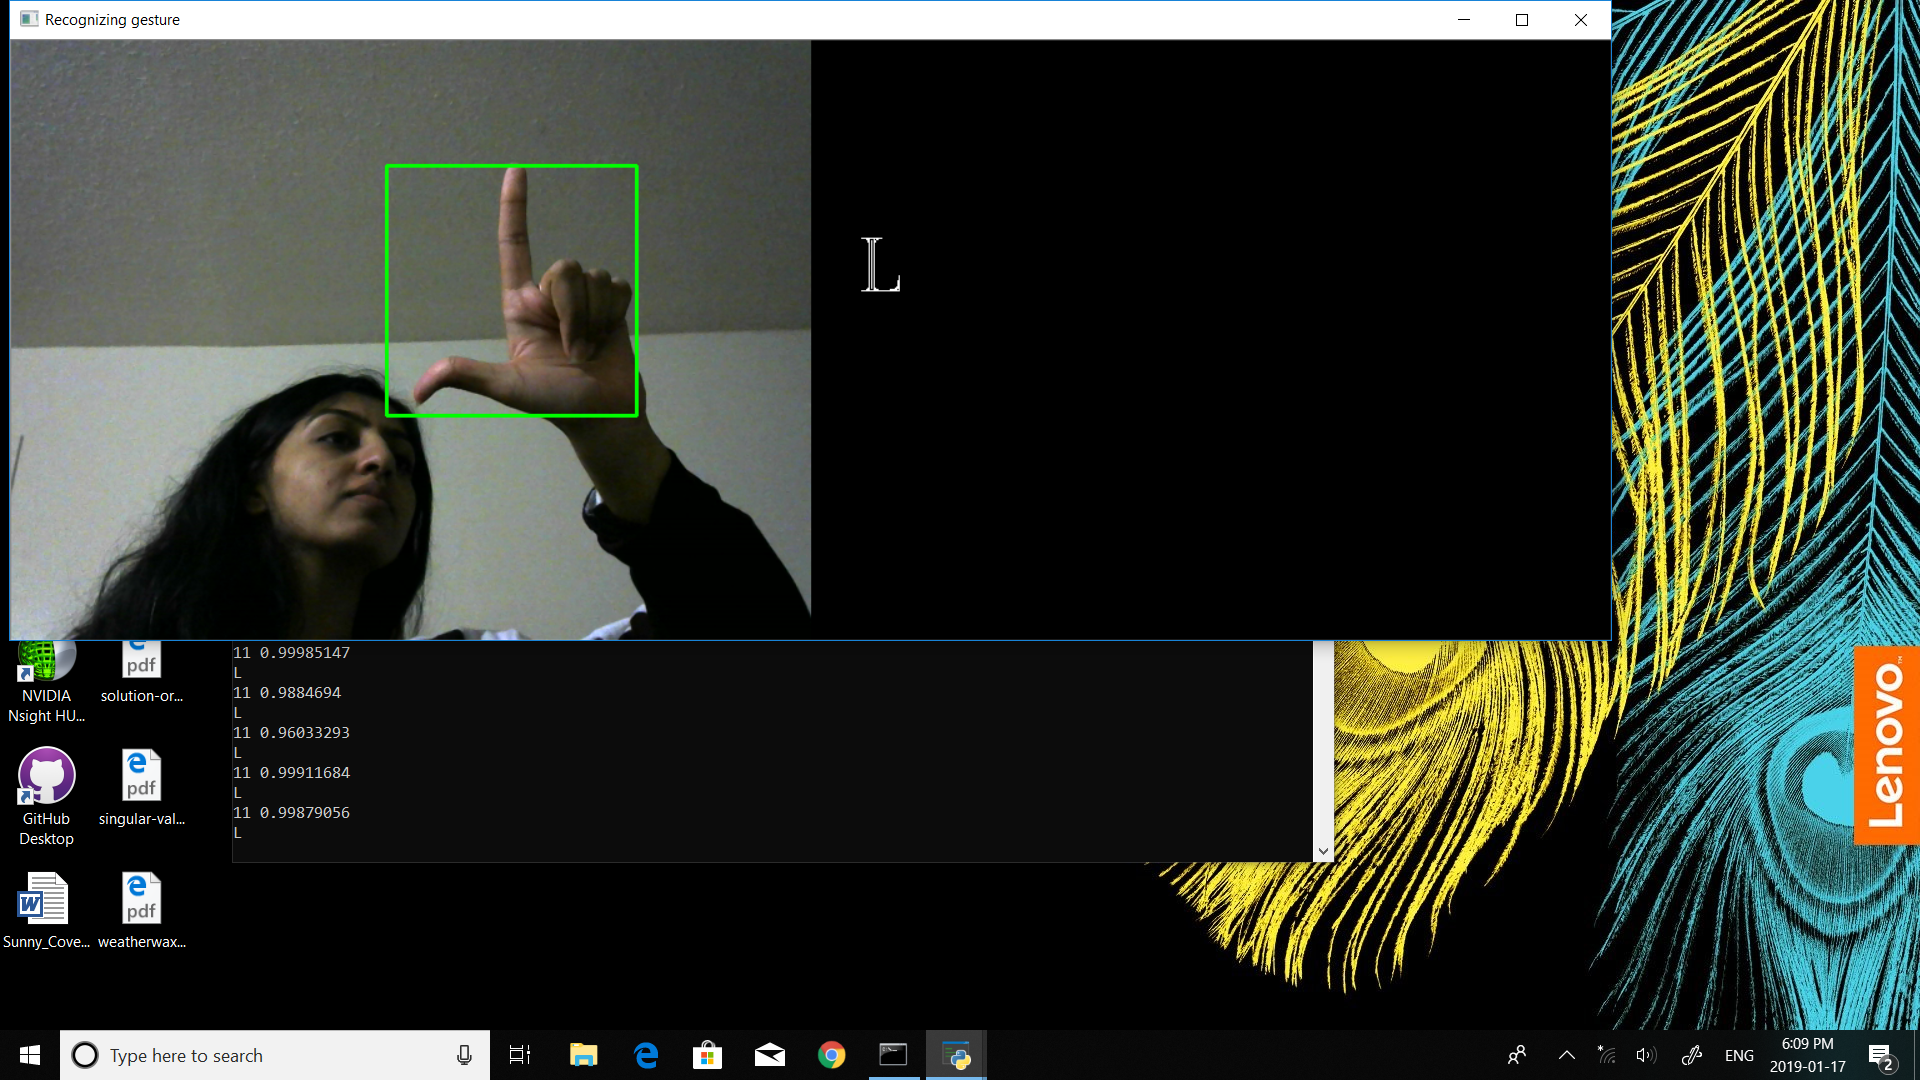 Recognizing gesture
L
11 0.99985147
L
11 0.9884694
L
11 0.96033293
L
11 0.99911684
L
11 0.99879056
L
NVIDIA
Nsight HU...
pdf
solution-or...
GitHub
Desktop
pdf
singular-val...
W
Sunny_Cove...
pdf
weatherwax...
Lenovo™
Type here to search
ENG
6:09 PM
2019-01-17
2